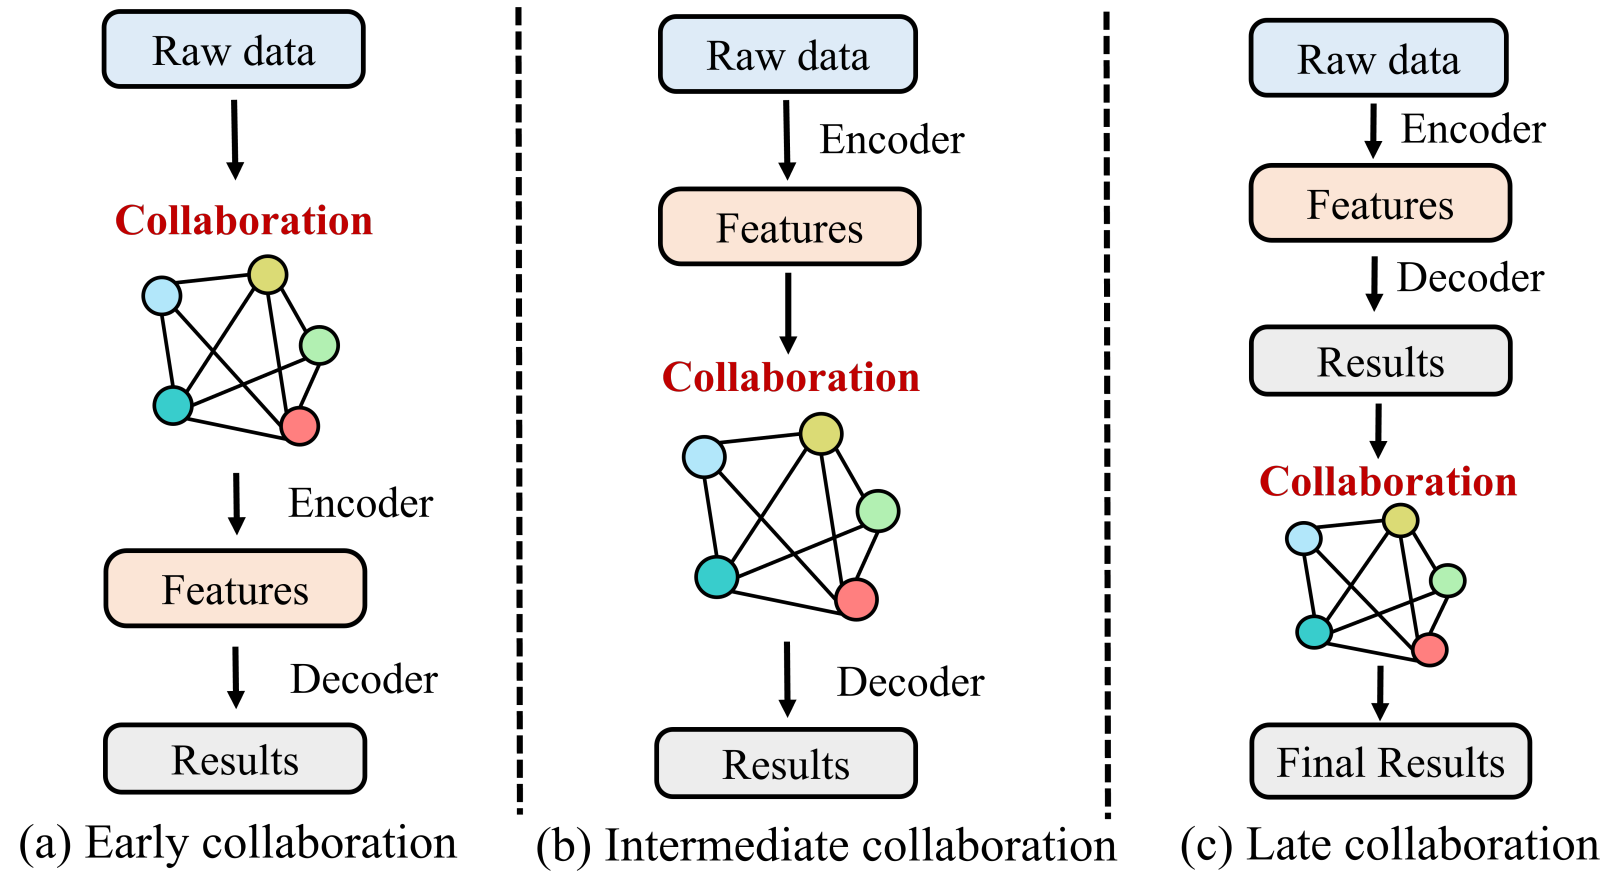 Raw data
Collaboration
Encoder
Features
Decoder
Results
(a) Early collaboration
Raw data
Encoder
Features
Collaboration
Decoder
Results
(b) Intermediate collaboration
Raw data
Encoder
Features
Decoder
Results
Collaboration
Final Results
(c) Late collaboration